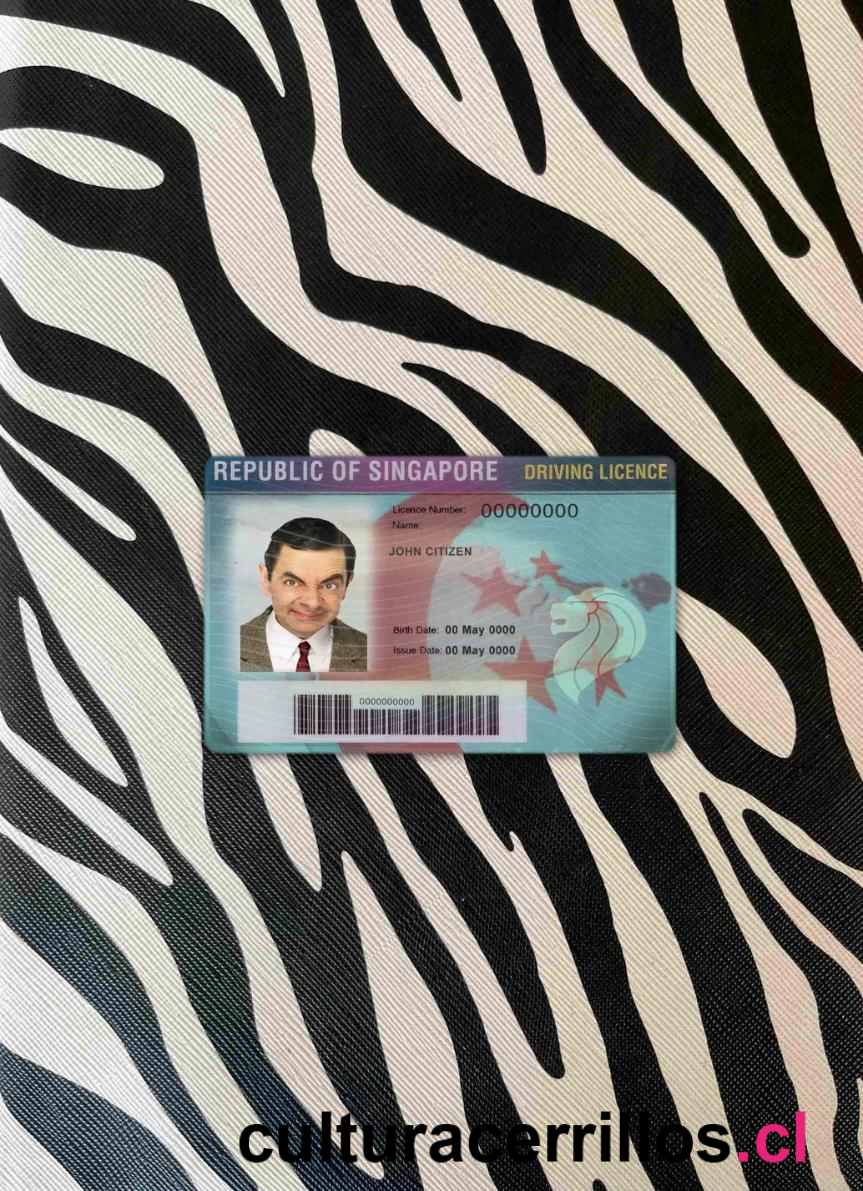 REPUBLIC OF SINGAPORE DRIVING LICENCE
Licence Number: 00000000
Name:
JOHN CITIZEN
Birth Date: 00 May 0000
Issue Date: 00 May 0000
0000000000
culturacerrillos.cl